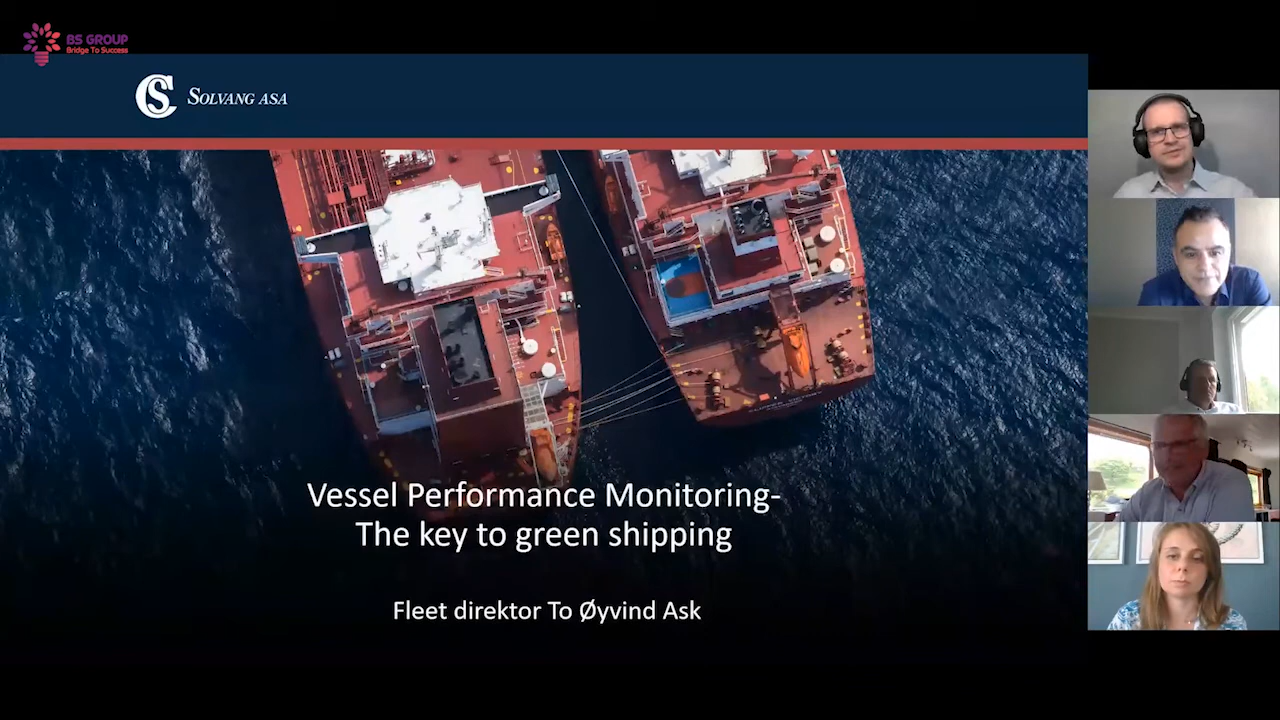 BS GROUP
Bridge To Success
SOLVANG ASA
Vessel Performance Monitoring-
The key to green shipping
Fleet direktor To Øyvind Ask